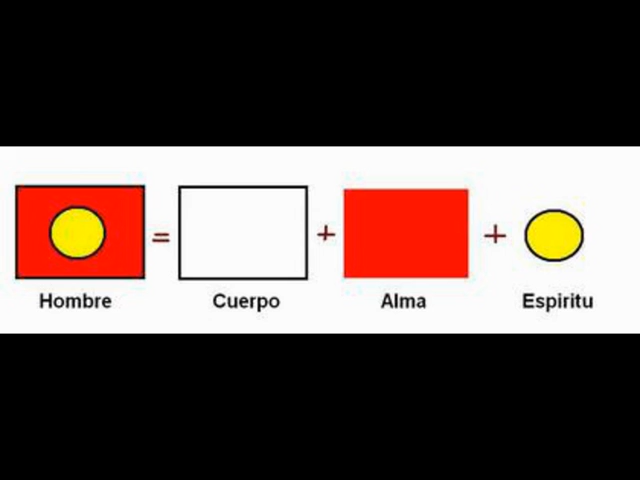 = + +
Hombre Cuerpo Alma Espiritu